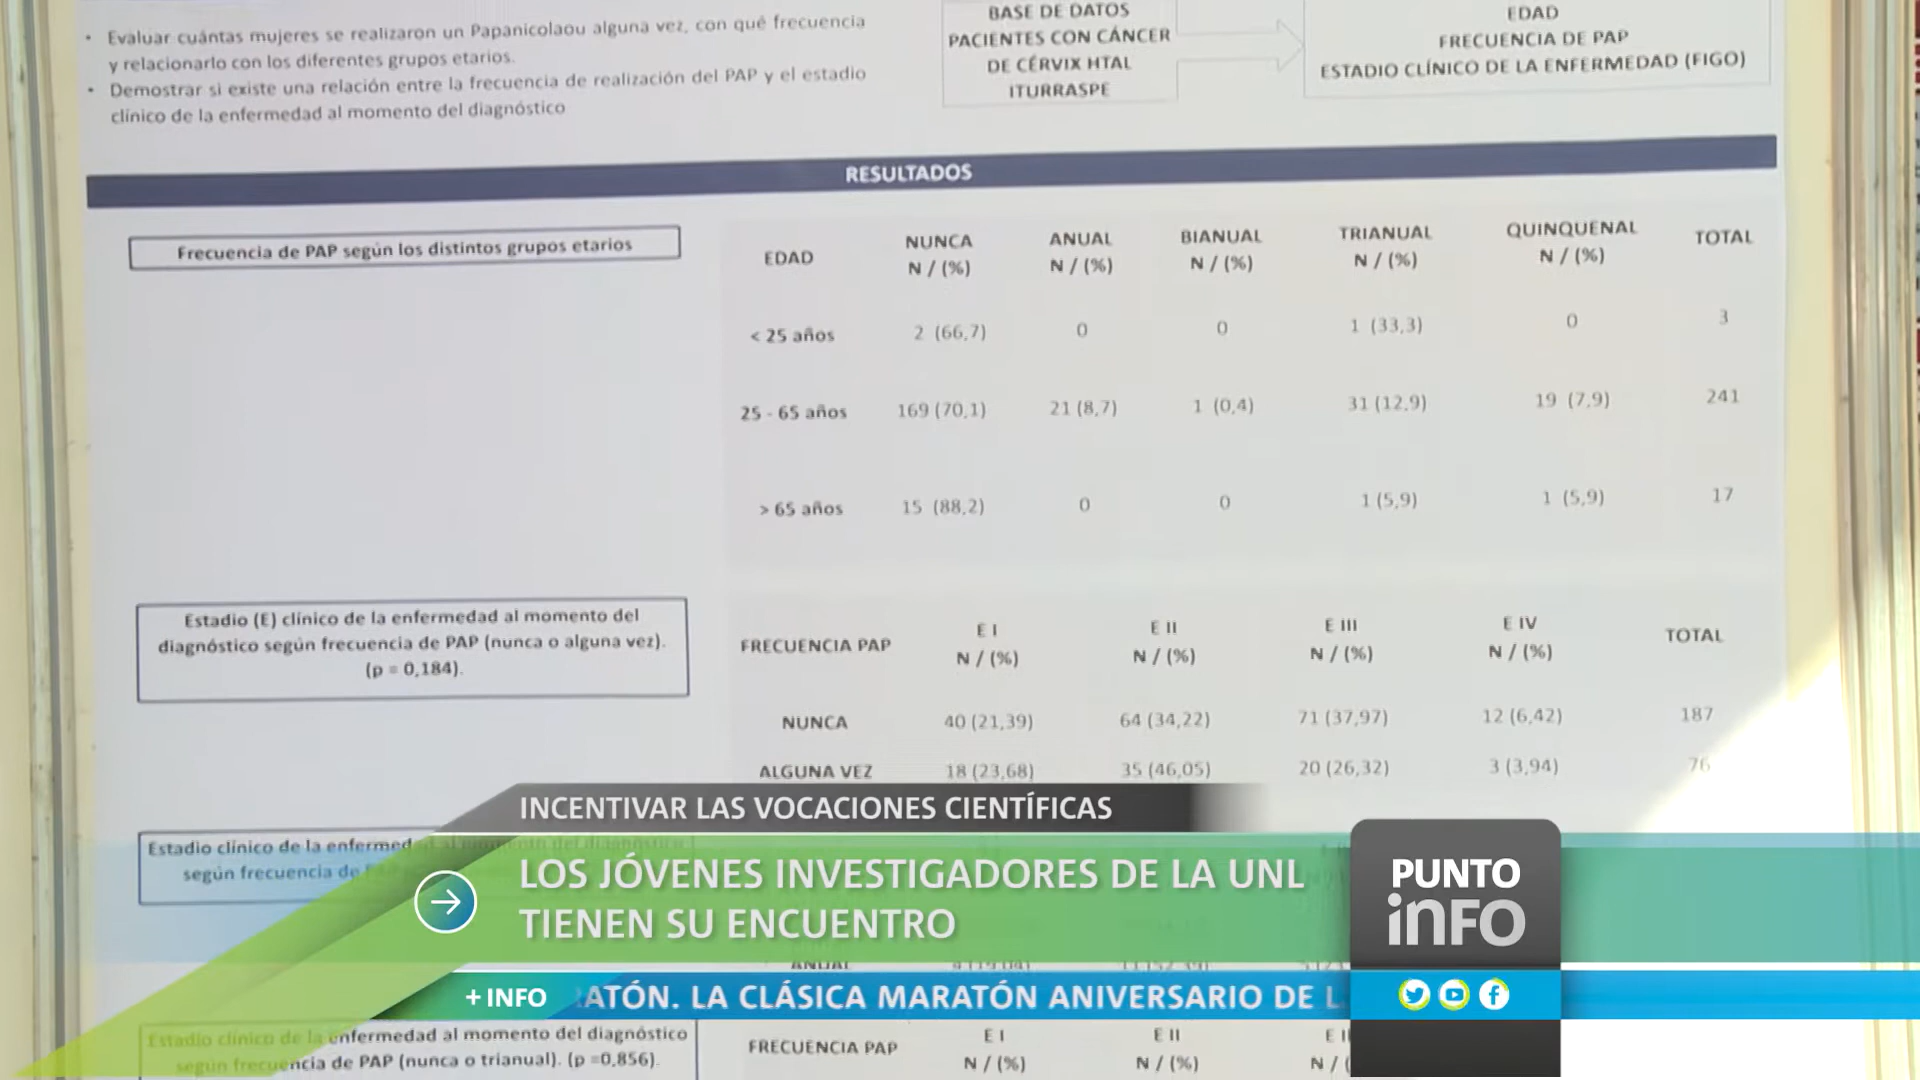 • Evaluar cuántas mujeres se realizaron un Papanicolaou alguna vez, con qué frecuencia
y relacionarlo con los diferentes grupos etarios.
• Demostrar si existe una relación entre la frecuencia de realización del PAP y el estadio
clínico de la enfermedad al momento del diagnóstico
BASE DE DATOS
PACIENTES CON CÁNCER
DE CÉRVIX HTAL
ITURRASPE
EDAD
FRECUENCIA DE PAP
ESTADIO CLÍNICO DE LA ENFERMEDAD (FIGO)
RESULTADOS
Frecuencia de PAP según los distintos grupos etarios
EDAD NUNCA ANUAL BIANUAL TRIANUAL QUINQUENAL TOTAL
N / (%) N / (%) N / (%) N / (%) N / (%)
< 25 años 2 (66,7) 0 0 1 (33,3) 0 3
25 - 65 años 169 (70,1) 21 (8,7) 1 (0,4) 31 (12,9) 19 (7,9) 241
> 65 años 15 (88,2) 0 0 1 (5,9) 1 (5,9) 17
Estadio (E) clínico de la enfermedad al momento del
diagnóstico según frecuencia de PAP (nunca o alguna vez).
(p = 0,184).
FRECUENCIA PAP E I E II E III E IV TOTAL
N / (%) N / (%) N / (%) N / (%)
NUNCA 40 (21,39) 64 (34,22) 71 (37,97) 12 (6,42) 187
ALGUNA VEZ 18 (23,68) 35 (46,05) 20 (26,32) 3 (3,94) 76
INCENTIVAR LAS VOCACIONES CIENTÍFICAS
Estadio clínico de la enfermedad al momento del diagnóstico
según frecuencia de
LOS JÓVENES INVESTIGADORES DE LA UNL
TIENEN SU ENCUENTRO
PUNTO
inFO
ANUAL
+ INFO ATÓN. LA CLÁSICA MARATÓN ANIVERSARIO DE L
Estadio clínico de la enfermedad al momento del diagnóstico
según frecuencia de PAP (nunca o trianual). (p =0,856).
FRECUENCIA PAP E I E II E II
N / (%) N / (%) N / (